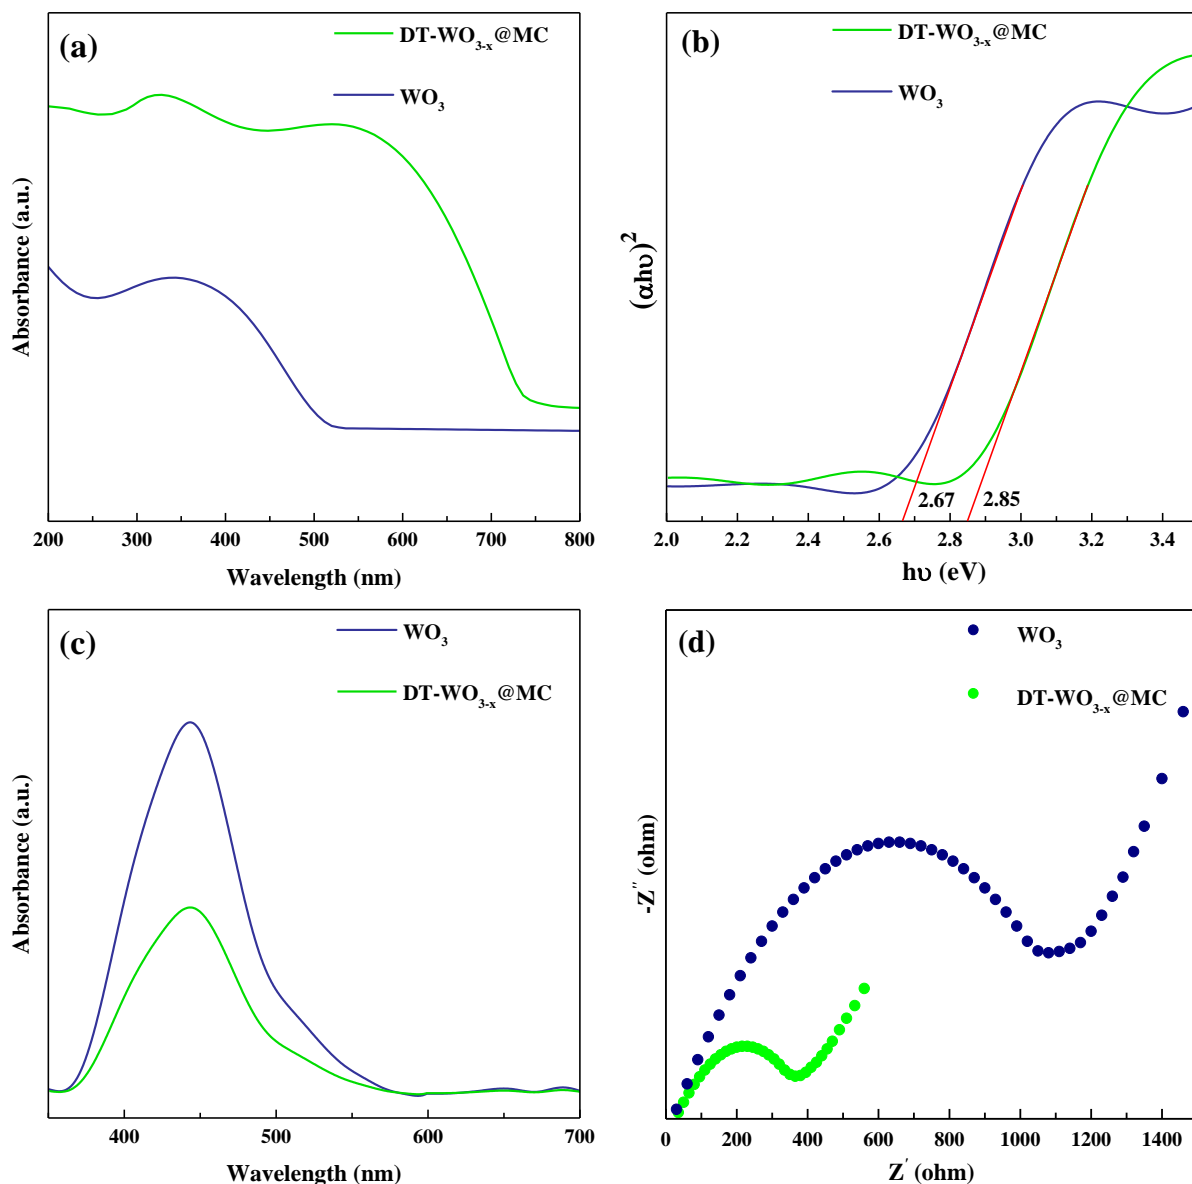 (a)
DT-WO3-x@MC
WO3
Absorbance (a.u.)
200 300 400 500 600 700 800
Wavelength (nm)
(b)
DT-WO3-x@MC
WO3
(αhυ)2
2.67 2.85
2.0 2.2 2.4 2.6 2.8 3.0 3.2 3.4
hυ (eV)
(c)
WO3
DT-WO3-x@MC
Absorbance (a.u.)
400 500 600 700
Wavelength (nm)
(d)
WO3
DT-WO3-x@MC
-Z″ (ohm)
0 200 400 600 800 1000 1200 1400
Z′ (ohm)